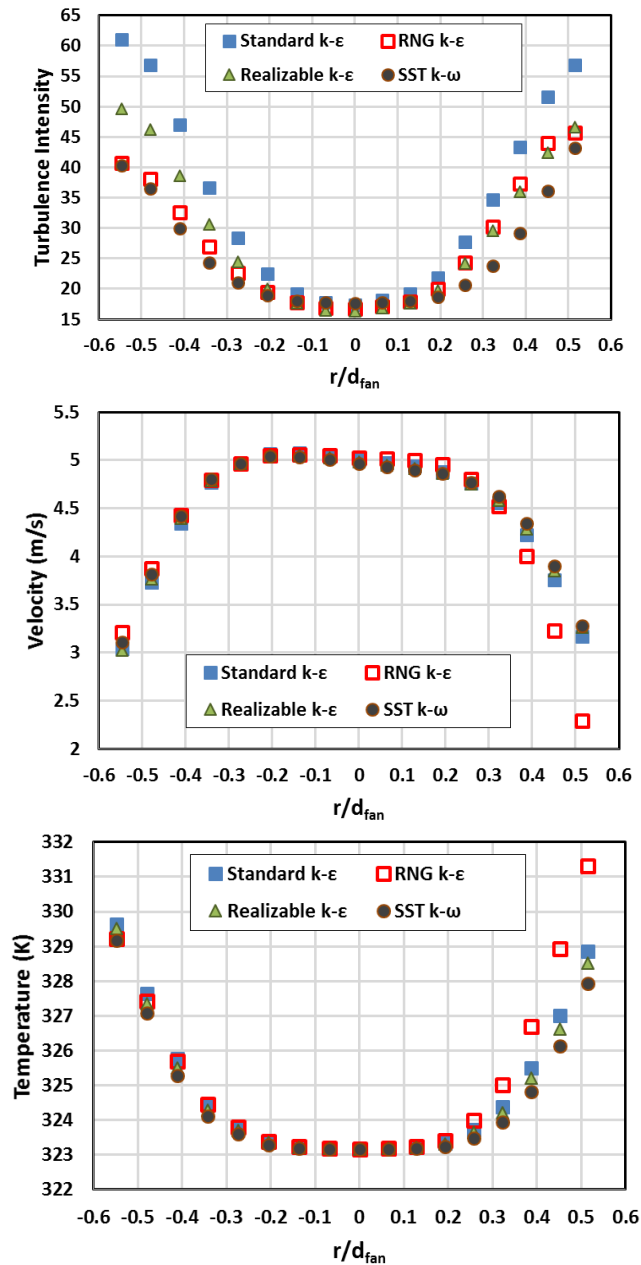 65
60
55
50
45
40
35
30
25
20
15
Turbulence Intensity
Standard k-ε RNG k-ε
Realizable k-ε SST k-ω
-0.6 -0.5 -0.4 -0.3 -0.2 -0.1 0 0.1 0.2 0.3 0.4 0.5 0.6
r/dfan
5.5
5
4.5
4
3.5
3
2.5
2
Velocity (m/s)
Standard k-ε RNG k-ε
Realizable k-ε SST k-ω
-0.6 -0.5 -0.4 -0.3 -0.2 -0.1 0 0.1 0.2 0.3 0.4 0.5 0.6
r/dfan
332
331
330
329
328
327
326
325
324
323
322
Temperature (K)
Standard k-ε RNG k-ε
Realizable k-ε SST k-ω
-0.6 -0.5 -0.4 -0.3 -0.2 -0.1 0 0.1 0.2 0.3 0.4 0.5 0.6
r/dfan